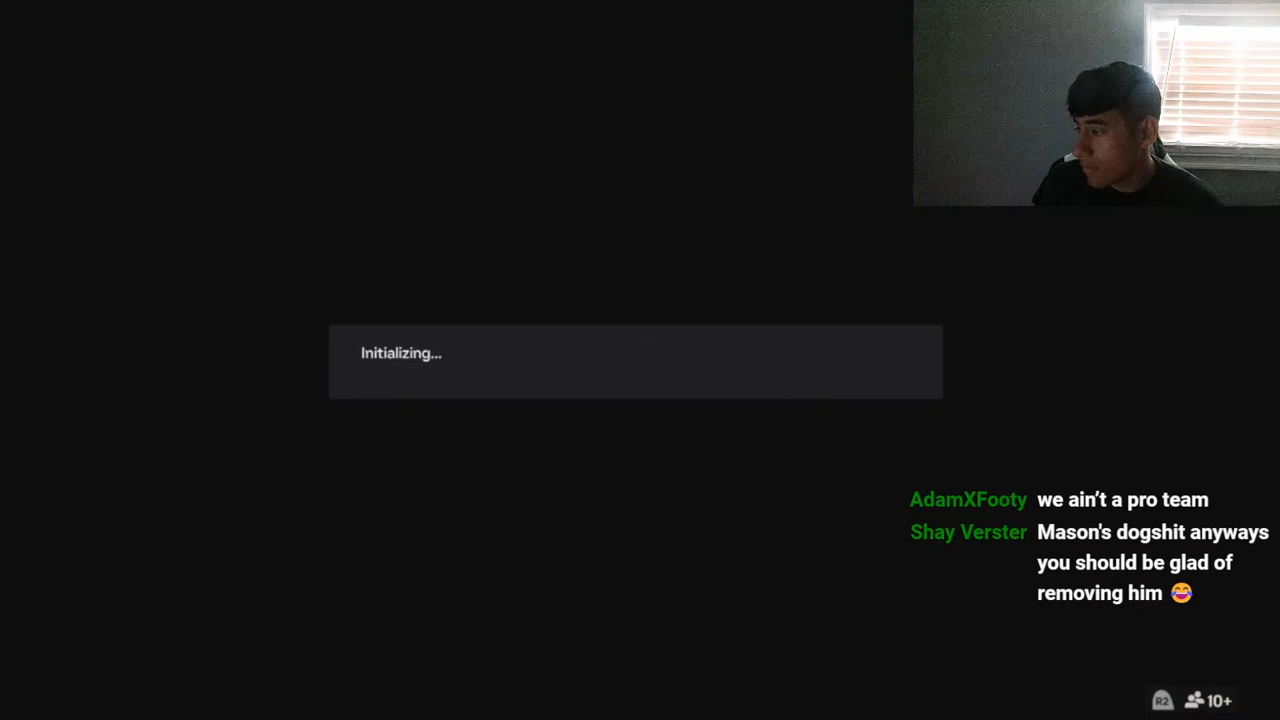 Initializing...
AdamXFooty we ain’t a pro team
Shay Verster Mason's dogshit anyways
you should be glad of
removing him 😂
R2 10+